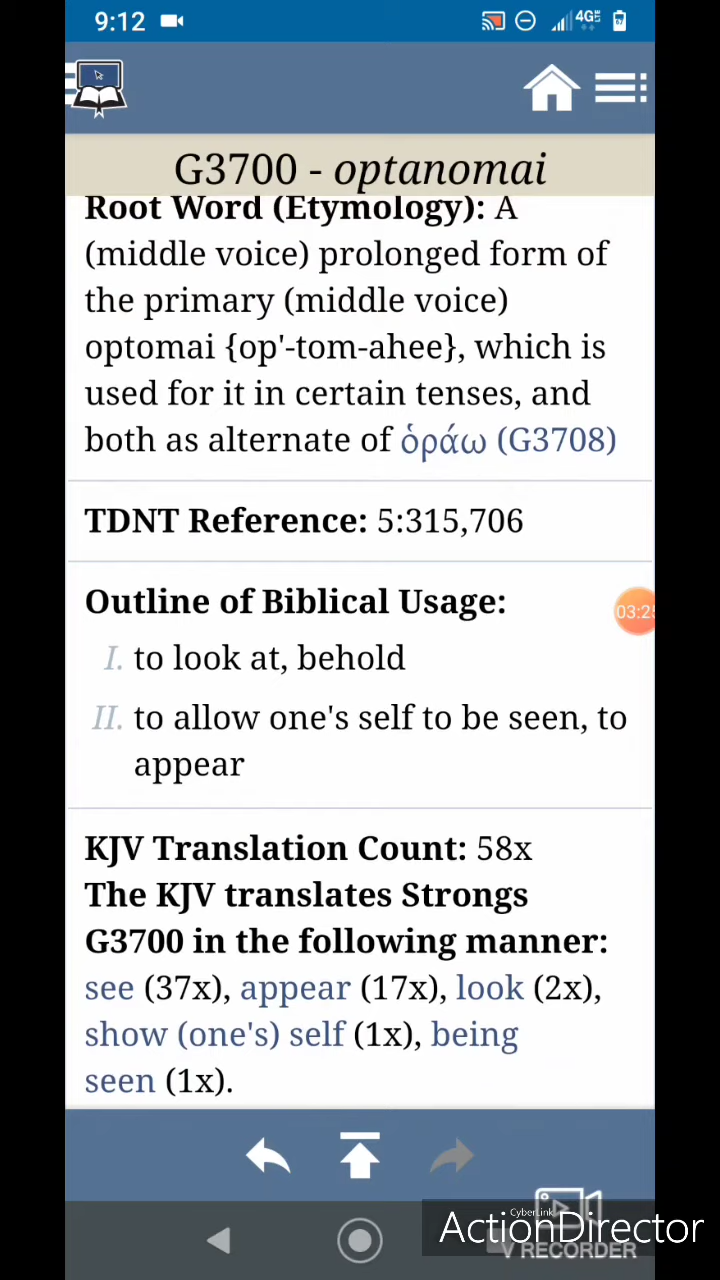 9:12
4GE
67
G3700 - optanomai
Root Word (Etymology): A
(middle voice) prolonged form of
the primary (middle voice)
optomai {op'-tom-ahee}, which is
used for it in certain tenses, and
both as alternate of ὁράω (G3708)
TDNT Reference: 5:315,706
Outline of Biblical Usage:
03:25
I. to look at, behold
II. to allow one's self to be seen, to
appear
KJV Translation Count: 58x
The KJV translates Strongs
G3700 in the following manner:
see (37x), appear (17x), look (2x),
show (one's) self (1x), being
seen (1x).
CyberLink
ActionDirector
V RECORDER